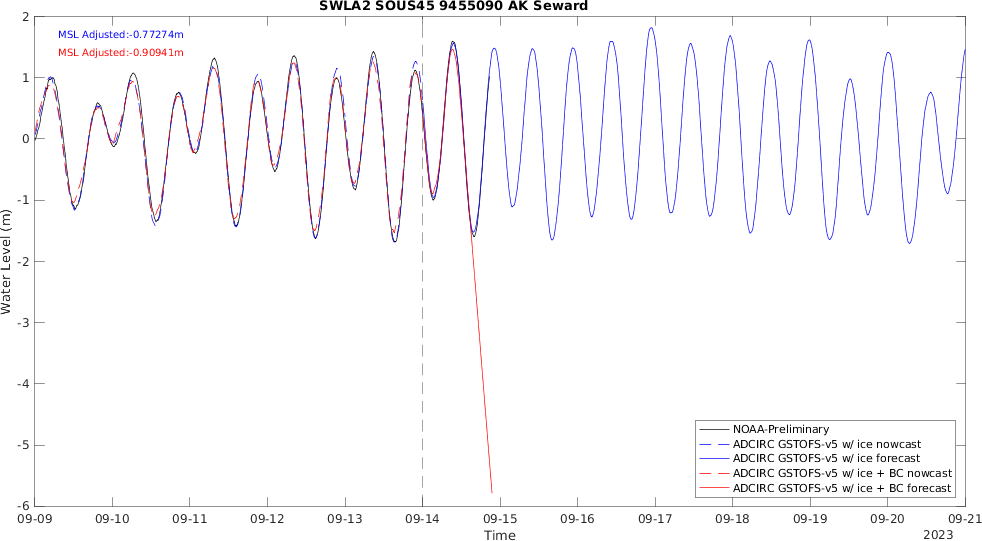 SWLA2 SOUS45 9455090 AK Seward
MSL Adjusted:-0.77274m
MSL Adjusted:-0.90941m
2
1
0
-1
-2
-3
-4
-5
-6
Water Level (m)
NOAA-Preliminary
ADCIRC GSTOFS-v5 w/ ice nowcast
ADCIRC GSTOFS-v5 w/ ice forecast
ADCIRC GSTOFS-v5 w/ ice + BC nowcast
ADCIRC GSTOFS-v5 w/ ice + BC forecast
09-09 09-10 09-11 09-12 09-13 09-14 09-15 09-16 09-17 09-18 09-19 09-20 09-21
Time
2023